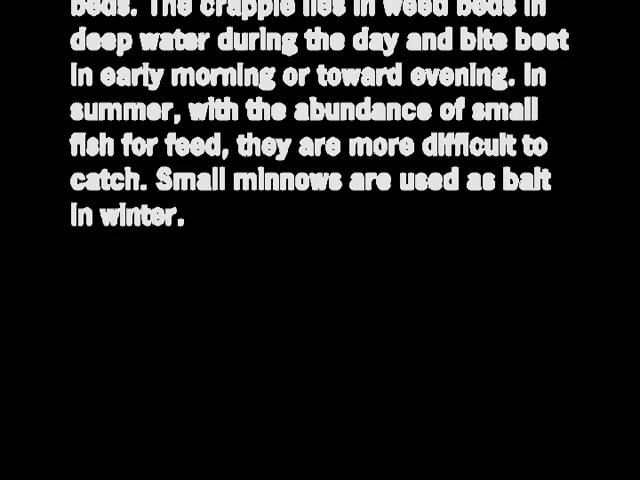 beds. The crappie lies in weed beds in
deep water during the day and bite best
in early morning or toward evening. In
summer, with the abundance of small
fish for feed, they are more difficult to
catch. Small minnows are used as bait
in winter.